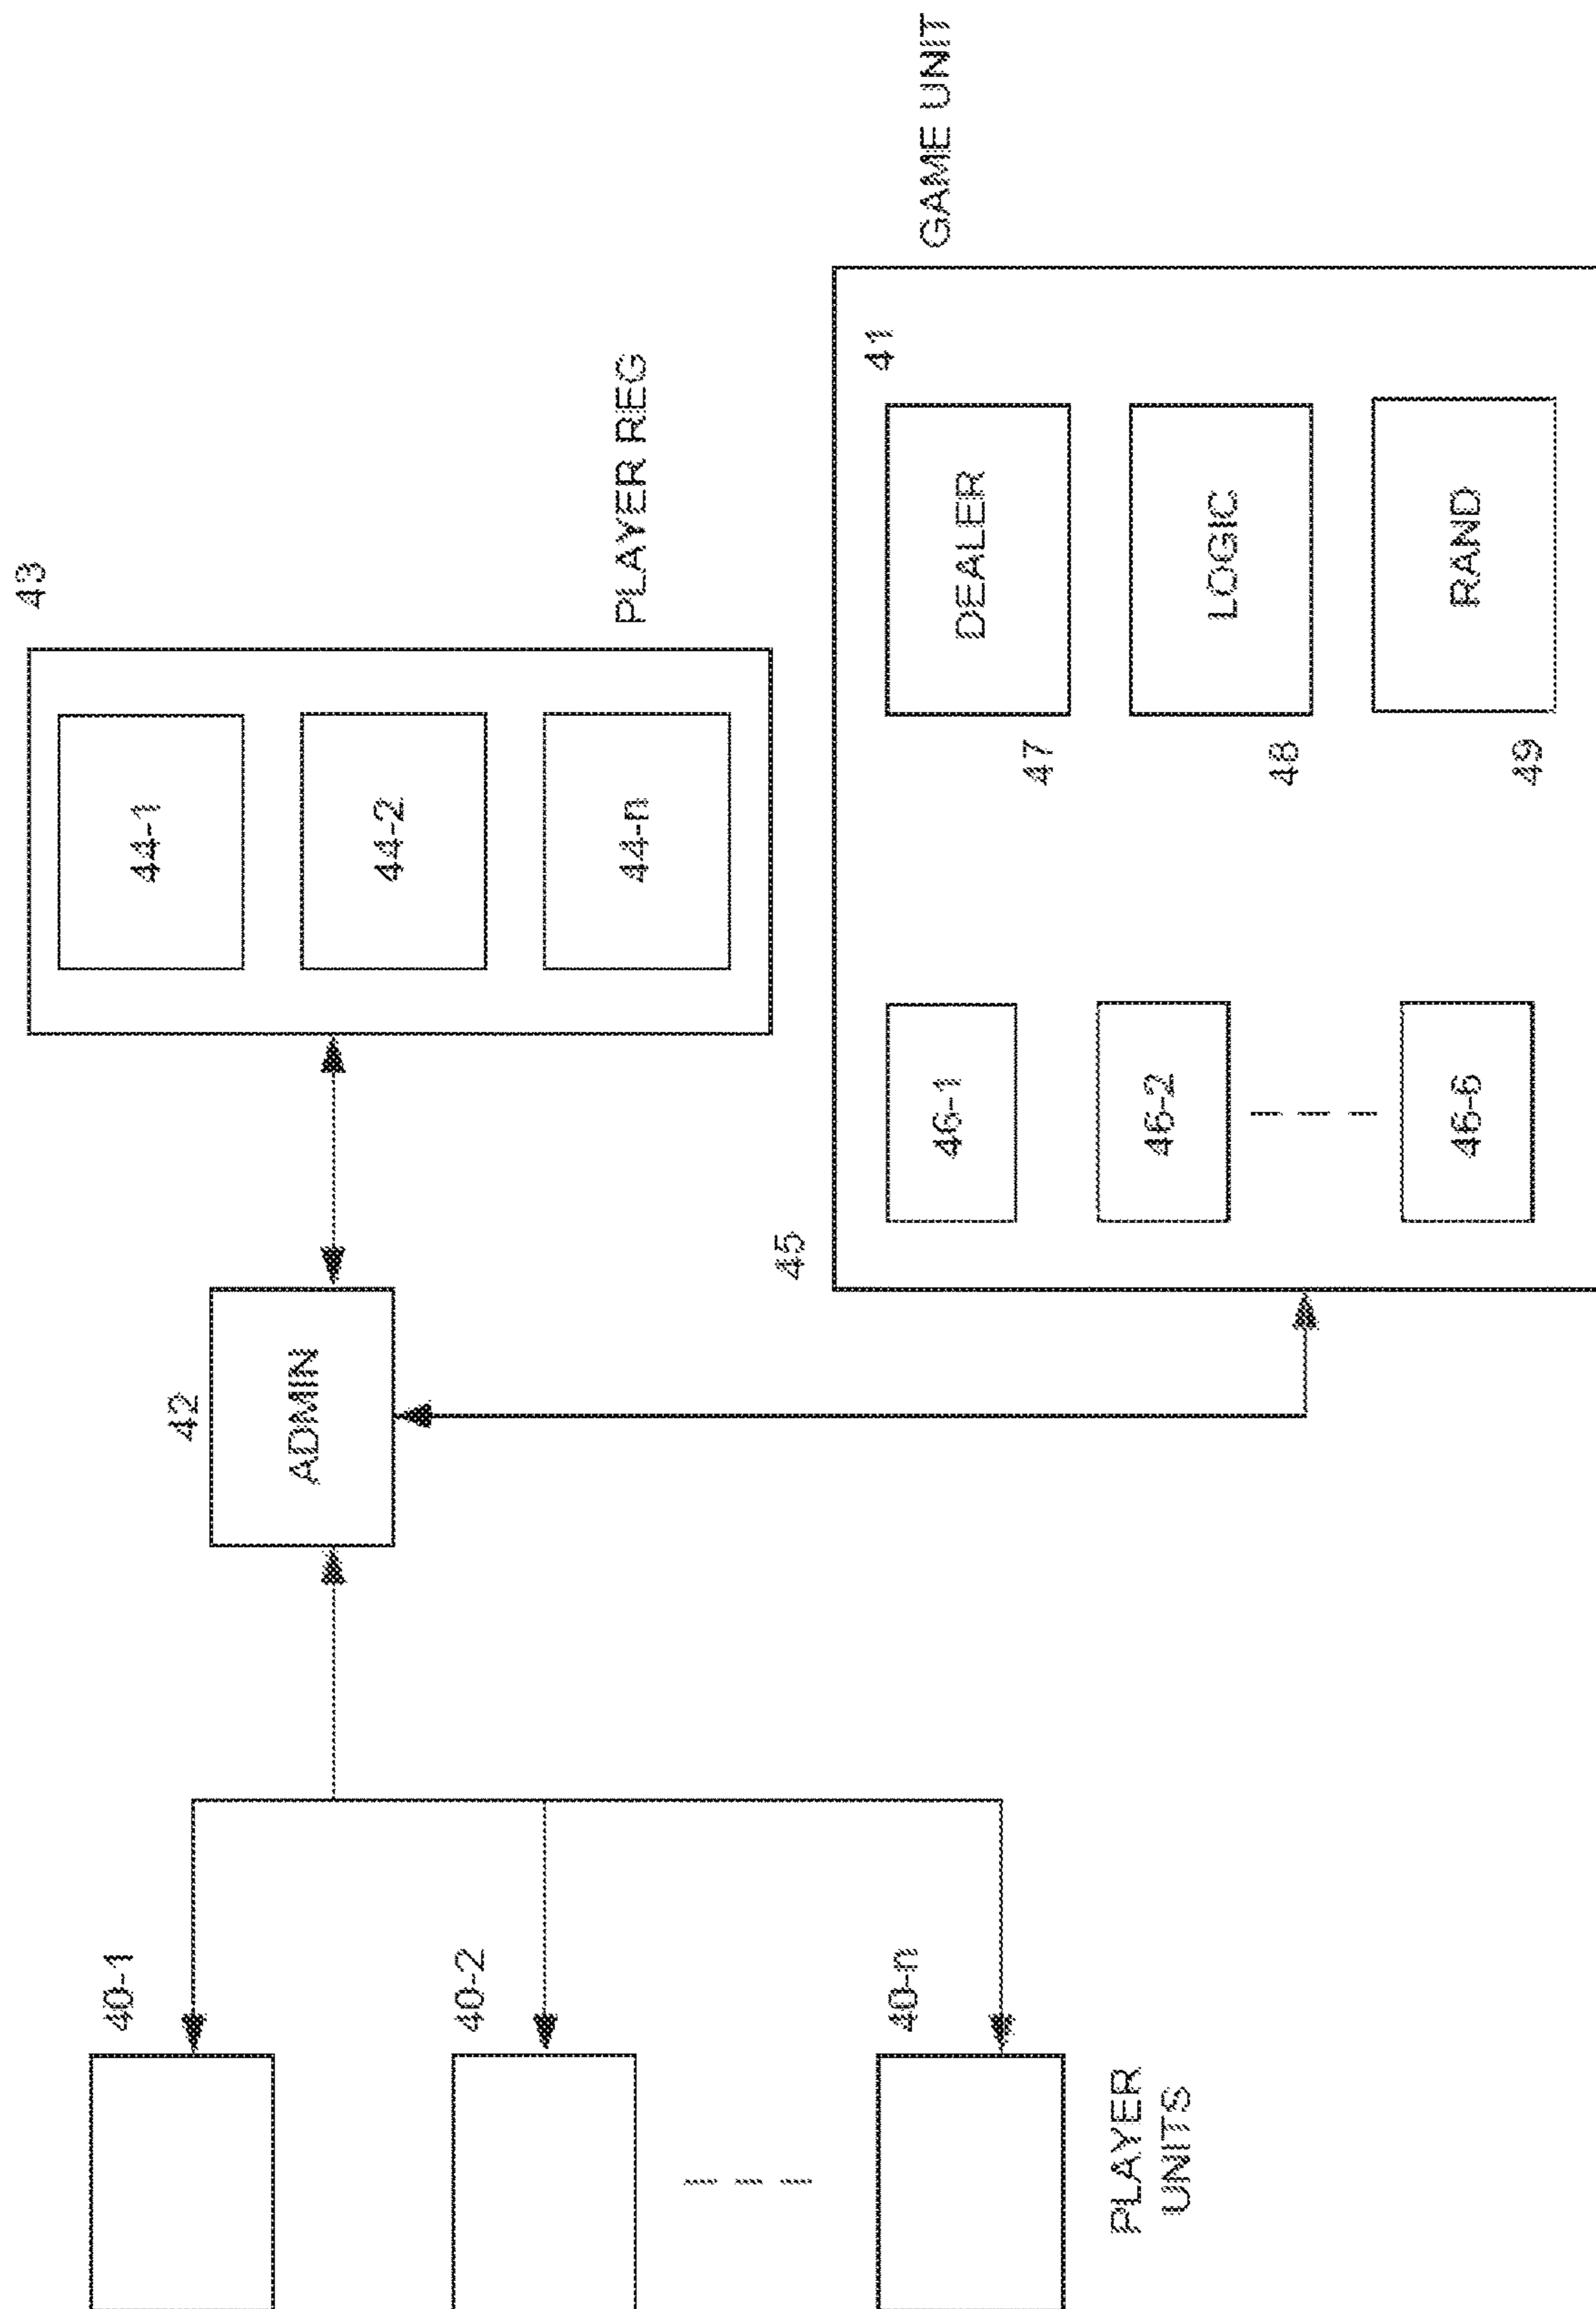 40-1
40-2
40-n
PLAYER
UNITS
42
ADMIN
43
44-1
44-2
44-n
PLAYER REG
45
46-1
46-2
46-6
41
DEALER
47
LOGIC
48
RAND
49
GAME UNIT